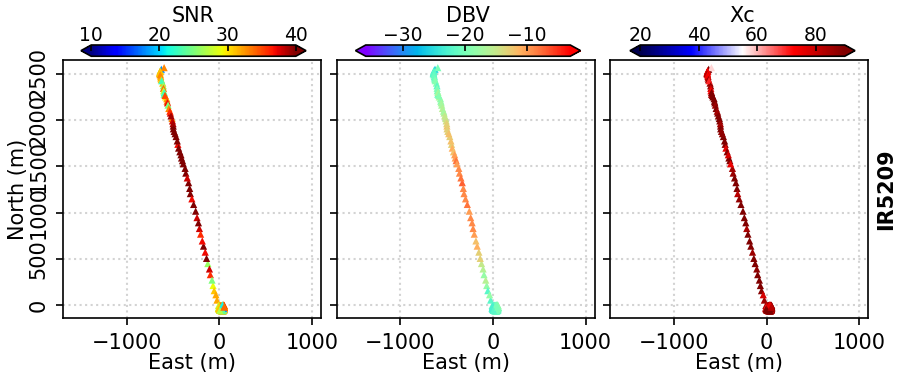 SNR
10 20 30 40
DBV
−30 −20 −10
Xc
20 40 60 80
North (m)
2500
2000
1500
1000
500
0
−1000 0 1000
East (m)
−1000 0 1000
East (m)
−1000 0 1000
East (m)
IR5209